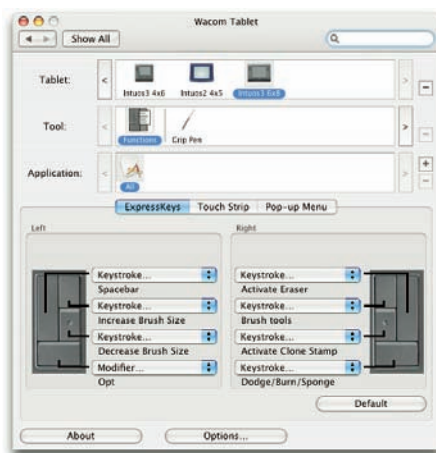 Wacom Tablet
Show All
Tablet:
Intuos3 4x6 Intuos2 4x5 Intuos3 6x8
Tool:
Functions Grip Pen
Application:
All
ExpressKeys Touch Strip Pop-up Menu
Left Right
Keystroke... Keystroke...
Spacebar Activate Eraser
Keystroke... Keystroke...
Increase Brush Size Brush tools
Keystroke... Keystroke...
Decrease Brush Size Activate Clone Stamp
Modifier... Keystroke...
Opt Dodge/Burn/Sponge
Default
About Options...